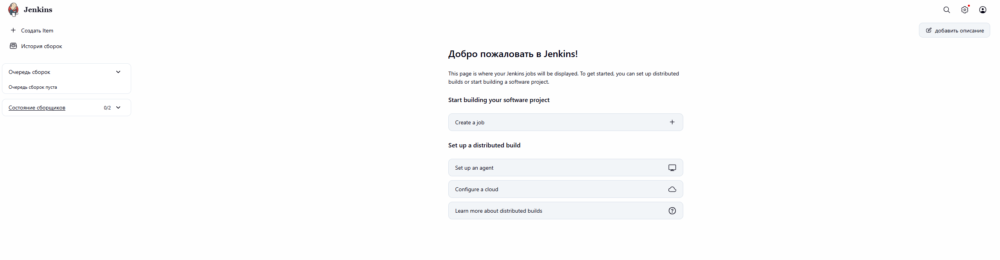 Jenkins
Создать Item
История сборок
Очередь сборок
Очередь сборок пуста
Состояние сборщиков 0/2
добавить описание
Добро пожаловать в Jenkins!
This page is where your Jenkins jobs will be displayed. To get started, you can set up distributed
builds or start building a software project.
Start building your software project
Create a job
Set up a distributed build
Set up an agent
Configure a cloud
Learn more about distributed builds